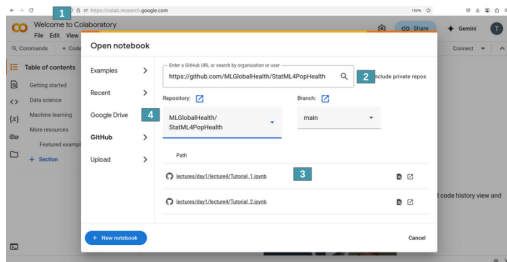 1
https://colab.research.google.com
150%
Welcome to Colaboratory
File Edit View
Share
Gemini
T
Commands + Code
Connect
Table of contents
Getting started
Data science
Machine learning
More resources
Featured exampl
+ Section
Open notebook
Examples
Recent
Google Drive
GitHub
Upload
Enter a GitHub URL or search by organization or user
https://github.com/MLGlobalHealth/StatML4PopHealth
2
clude private repos
Repository:
Branch:
4
MLGlobalHealth/
StatML4PopHealth
main
Path
3
lectures/day1/lecture4/Tutorial_1.ipynb
lectures/day1/lecture4/Tutorial_2.ipynb
l code history view and
+ New notebook
Cancel